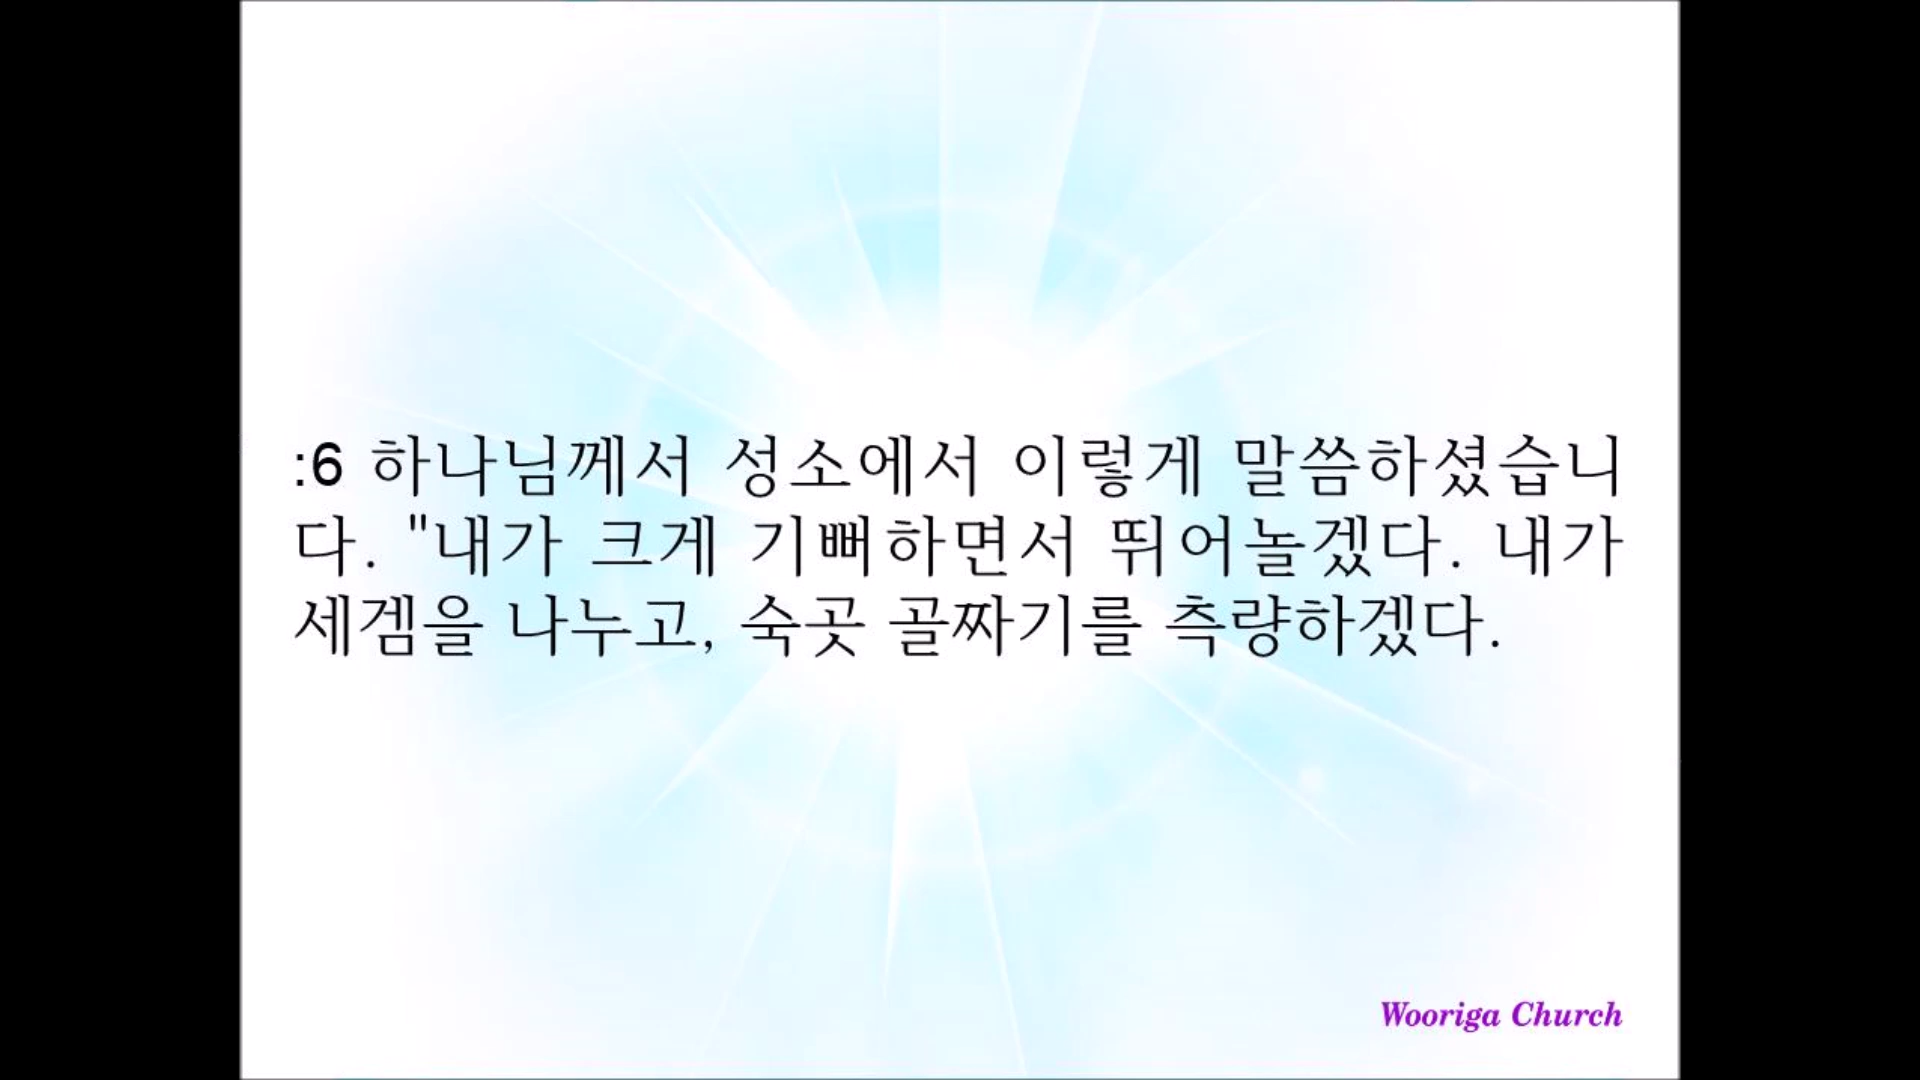 :6 하나님께서 성소에서 이렇게 말씀하셨습니
다. "내가 크게 기뻐하면서 뛰어놀겠다. 내가
세겜을 나누고, 숙곳 골짜기를 측량하겠다.
Wooriga Church